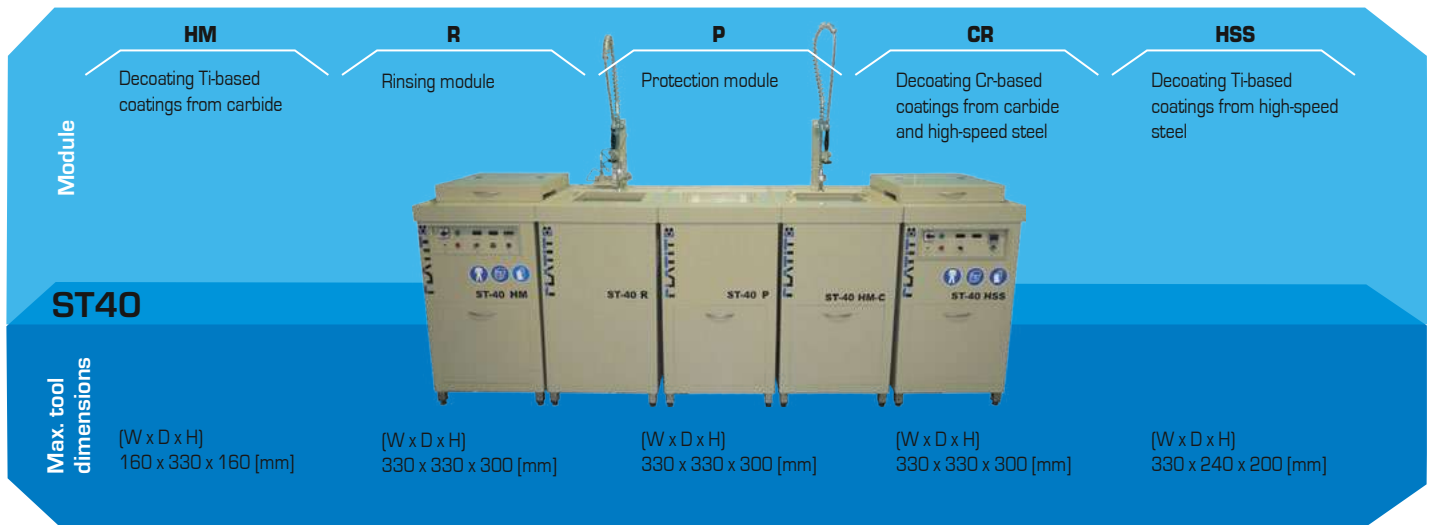 HM
Decoating Ti-based
coatings from carbide
R
Rinsing module
P
Protection module
CR
Decoating Cr-based
coatings from carbide
and high-speed steel
HSS
Decoating Ti-based
coatings from high-speed
steel
Module
PLATIT
ST-40 HM
PLATIT
ST-40 R
PLATIT
ST-40 P
PLATIT
ST-40 HM-C
PLATIT
ST-40 HSS
ST40
Max. tool
dimensions
(W x D x H)
160 x 330 x 160 [mm]
(W x D x H)
330 x 330 x 300 [mm]
(W x D x H)
330 x 330 x 300 [mm]
(W x D x H)
330 x 330 x 300 [mm]
(W x D x H)
330 x 240 x 200 [mm]